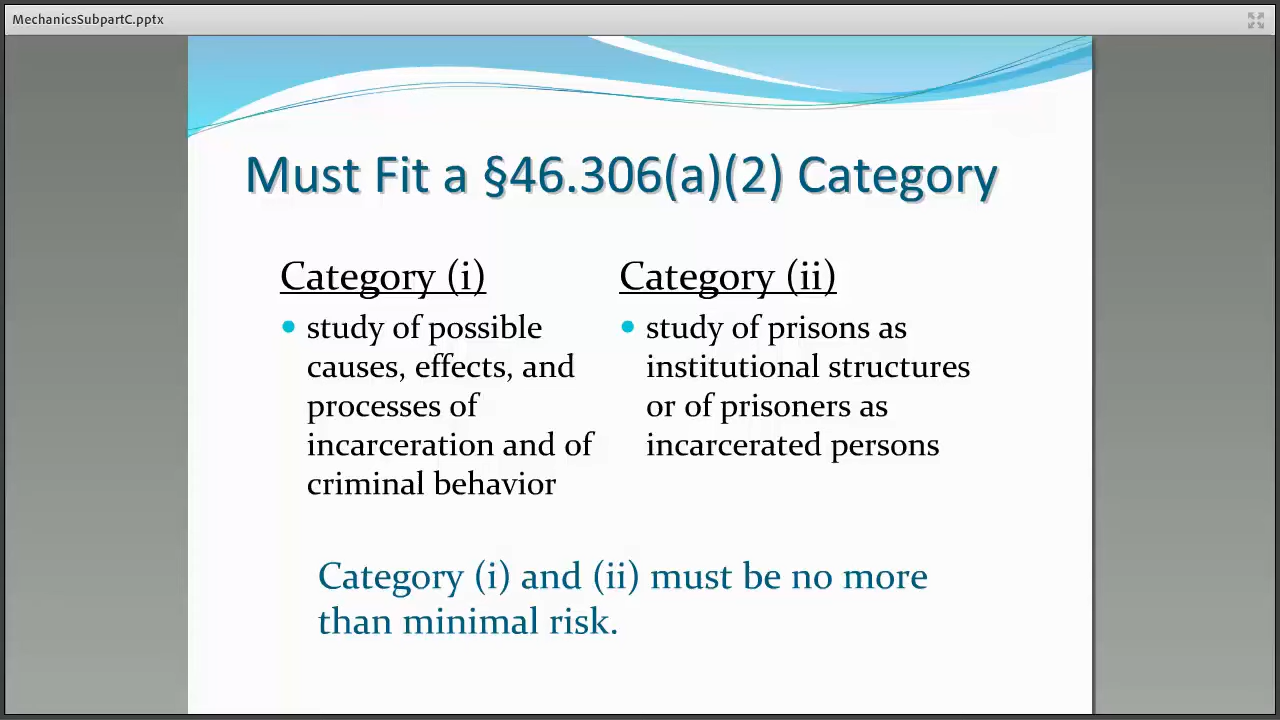 MechanicsSubpartC.pptx
Must Fit a §46.306(a)(2) Category
Category (i)
study of possible
causes, effects, and
processes of
incarceration and of
criminal behavior
Category (ii)
study of prisons as
institutional structures
or of prisoners as
incarcerated persons
Category (i) and (ii) must be no more
than minimal risk.